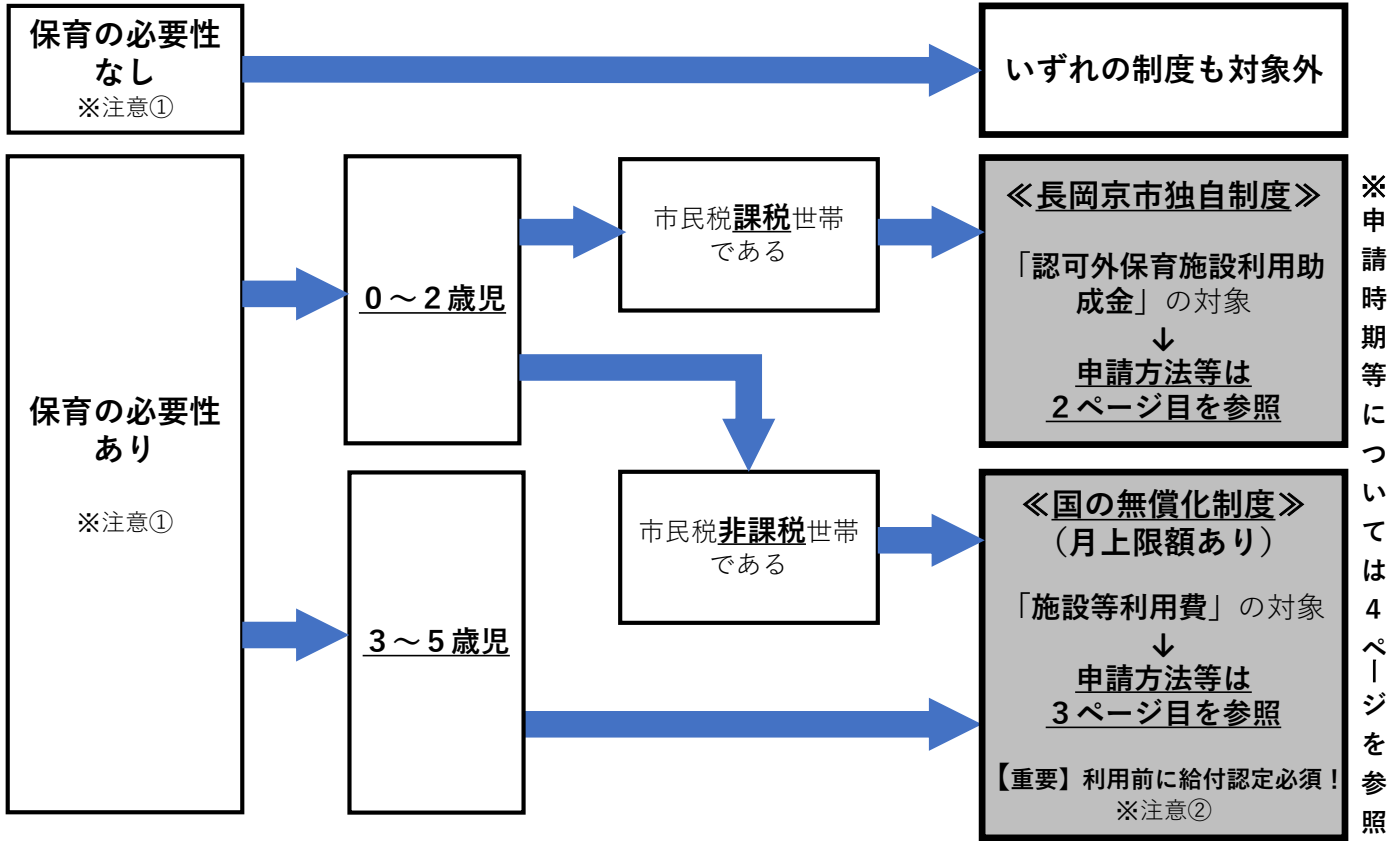 保育の必要性
なし
※注意①
いずれの制度も対象外
保育の必要性
あり
※注意①
０～２歳児
３～５歳児
市民税課税世帯
である
市民税非課税世帯
である
≪長岡京市独自制度≫
「認可外保育施設利用助
成金」の対象
↓
申請方法等は
２ページ目を参照
≪国の無償化制度≫
（月上限額あり）
「施設等利用費」の対象
↓
申請方法等は
３ページ目を参照
【重要】利用前に給付認定必須！
※注意②
※申請時期等については4ページを参照